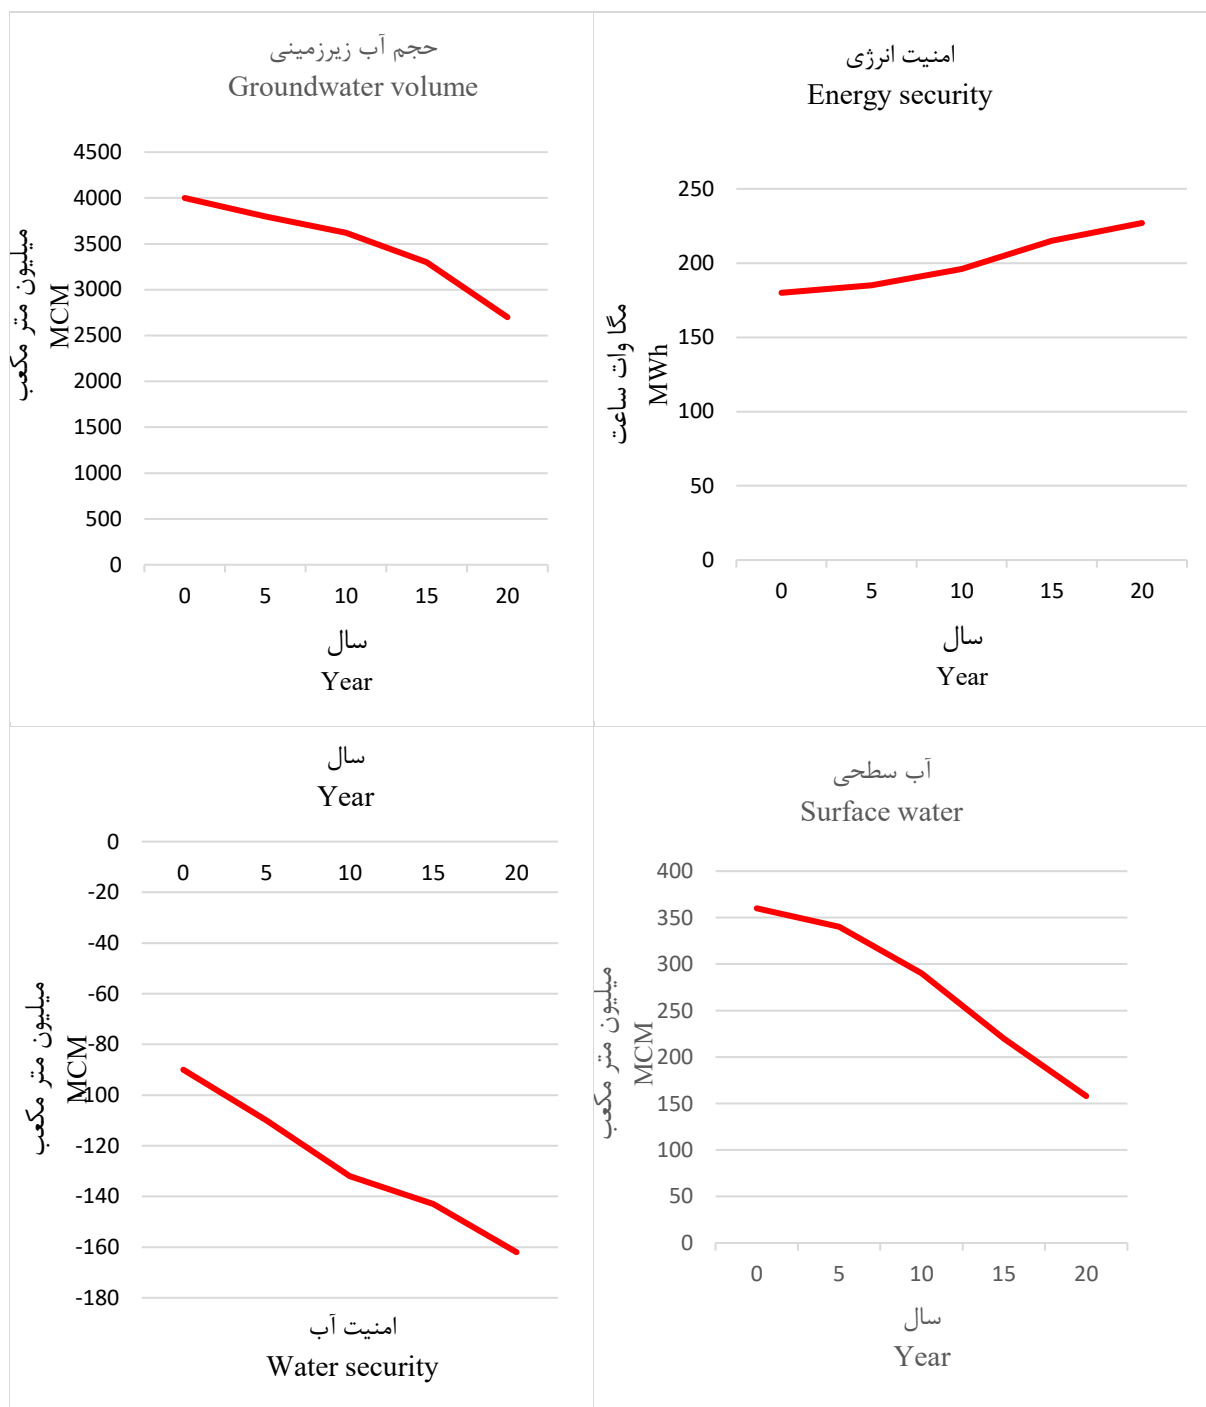 حجم آب زیرزمینی
Groundwater volume
4500
4000
3500
3000
2500
2000
1500
1000
500
0
میلیون متر مکعب
MCM
0 5 10 15 20
سال
Year
امنیت انرژی
Energy security
250
200
150
100
50
0
مگا وات ساعت
MWh
0 5 10 15 20
سال
Year
سال
Year
0
0 5 10 15 20
-20
-40
-60
-80
-100
-120
-140
-160
-180
میلیون متر مکعب
MCM
امنیت آب
Water security
آب سطحی
Surface water
400
350
300
250
200
150
100
50
0
میلیون متر مکعب
MCM
0 5 10 15 20
سال
Year